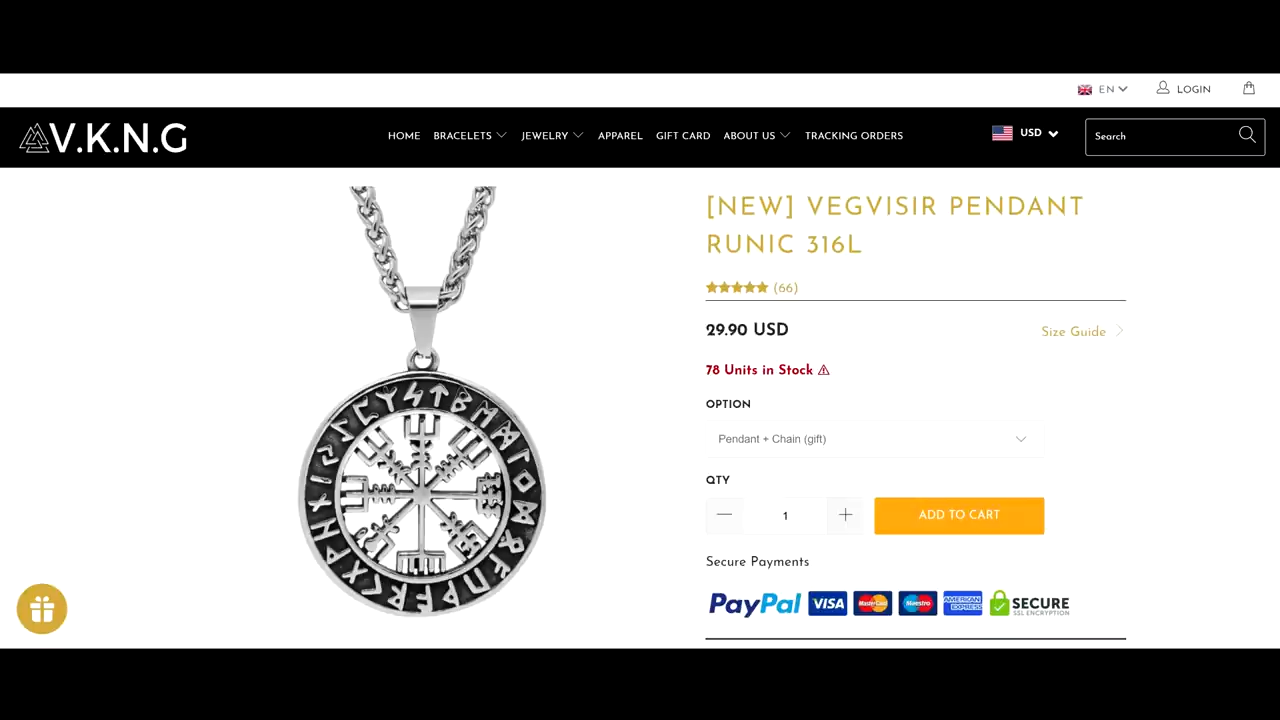 EN
LOGIN
V.K.N.G
HOME BRACELETS JEWELRY APPAREL GIFT CARD ABOUT US TRACKING ORDERS
USD
Search
[NEW] VEGVISIR PENDANT
RUNIC 316L
(66)
29.90 USD
Size Guide
78 Units in Stock
OPTION
Pendant + Chain (gift)
QTY
1
ADD TO CART
Secure Payments
PayPal VISA MasterCard Maestro AMERICAN EXPRESS SECURE
SSL ENCRYPTION